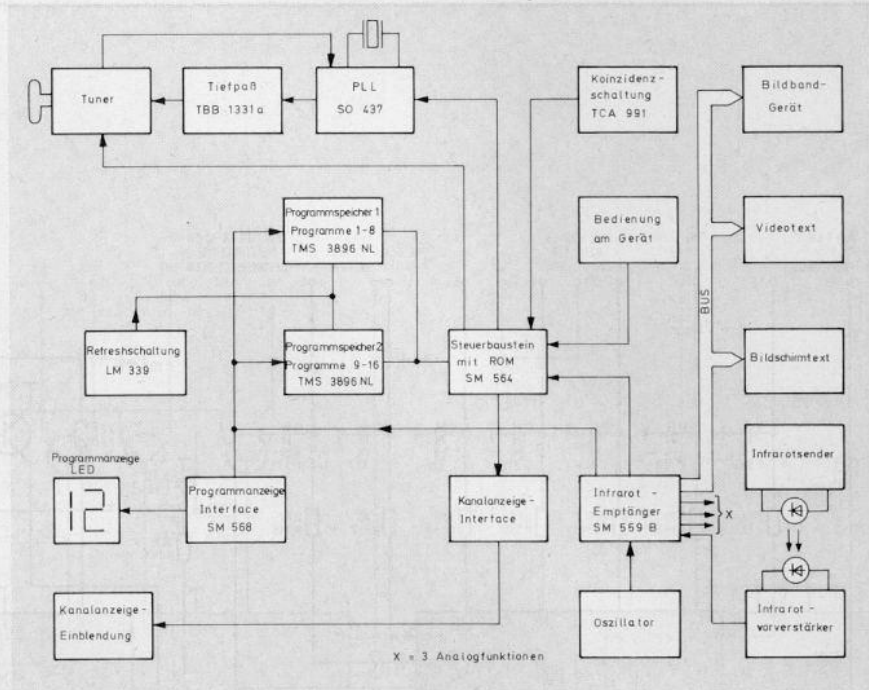 Tuner
Tiefpaß
TBB 1331a
PLL
SO 437
Koinzidenz-
schaltung
TCA 991
Bildband-
Gerät
Programmspeicher 1
Programme 1-8
TMS 3896 NL
Bedienung
am Gerät
Videotext
BUS
Refreshschaltung
LM 339
Programmspeicher 2
Programme 9-16
TMS 3896 NL
Steuerbaustein
mit ROM
SM 564
Bildschirmtext
Programmanzeige
LED
12
Programmanzeige
Interface
SM 568
Kanalanzeige-
Interface
Infrarot -
Empfänger
SM 559 B
X
Infrarotsender
Kanalanzeige -
Einblendung
Oszillator
Infrarot -
vorverstärker
X = 3 Analogfunktionen